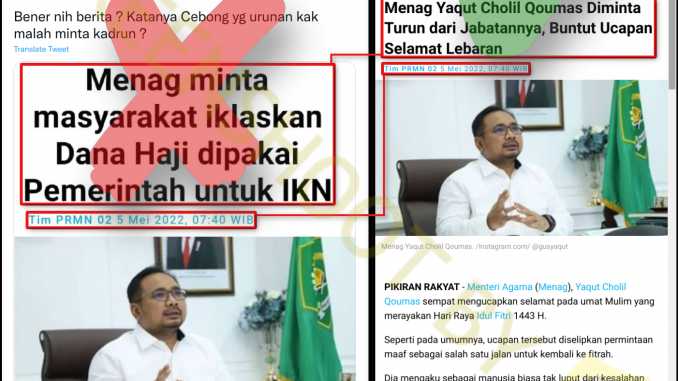 Bener nih berita ? Katanya Cebong yg urunan kak
malah minta kadrun ?
Translate Tweet
Menag minta
masyarakat iklaskan
Dana Haji dipakai
Pemerintah untuk IKN
Tim PRMN 02 5 Mei 2022, 07:40 WIB
Menag Yaqut Cholil Qoumas Diminta
Turun dari Jabatannya, Buntut Ucapan
Selamat Lebaran
Tim PRMN 02 5 Mei 2022, 07:40 WIB
Menag Yaqut Cholil Qoumas. /Instagram.com/ @gusyaqut
PIKIRAN RAKYAT - Menteri Agama (Menag), Yaqut Cholil
Qoumas sempat mengucapkan selamat pada umat Mulim yang
merayakan Hari Raya Idul Fitri 1443 H.
Seperti pada umumnya, ucapan tersebut diselipkan permintaan
maaf sebagai salah satu jalan untuk kembali ke fitrah.
Dia mengaku sebagai manusia biasa tak luput dari kesalahan